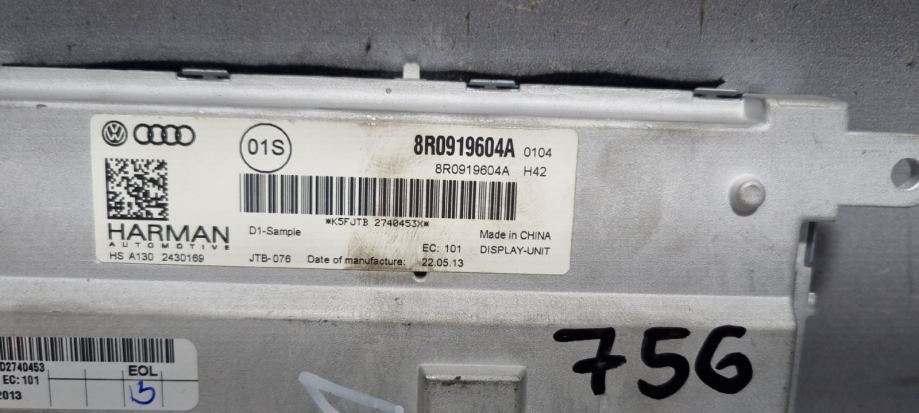 01S
8R0919604A 0104
8R0919604A H42
*K5FJTB 2740453X*
HARMAN
AUTOMOTIVE
HS A130 2430169
D1-Sample
Made in CHINA
EC: 101 DISPLAY-UNIT
JTB-076 Date of manufacture: 22.05.13
756
D2740453
EC: 101
EOL
2013
3